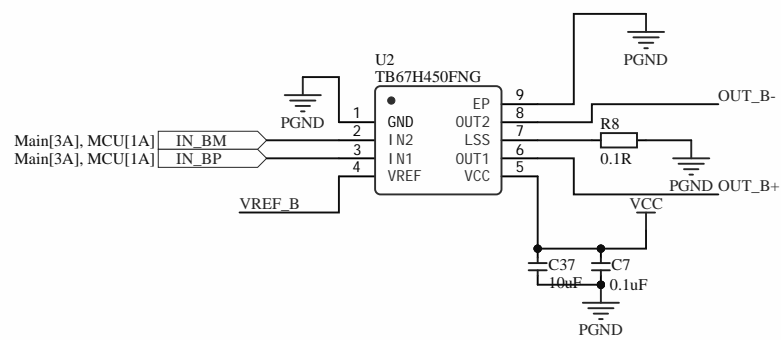 U2
TB67H450FNG
PGND
PGND
OUT_B-
9 EP
1 GND
8 OUT2
2 IN2
7 LSS
3 IN1
6 OUT1
4 VREF
5 VCC
R8
0.1R
Main[3A], MCU[1A] IN_BM
Main[3A], MCU[1A] IN_BP
PGND
OUT_B+
VREF_B
VCC
C37
10uF
C7
0.1uF
PGND